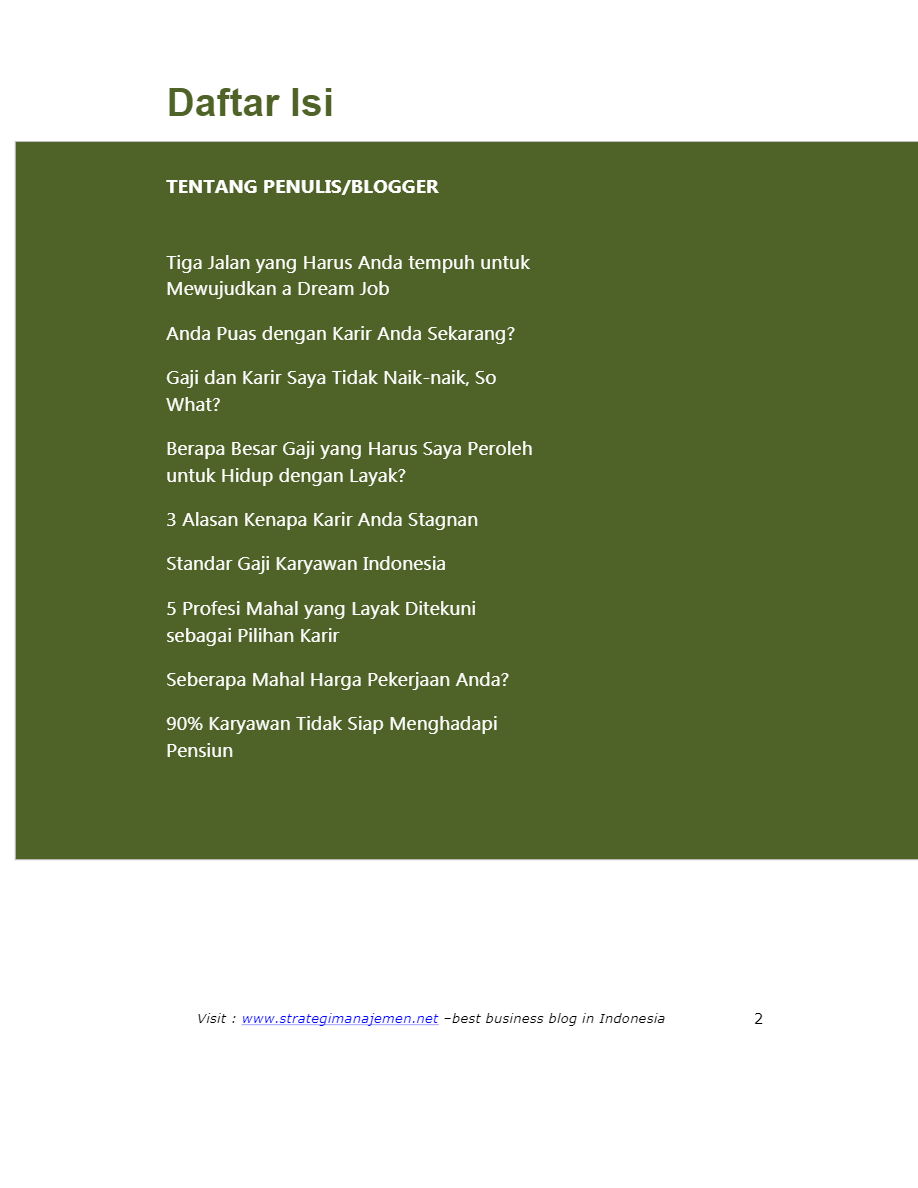 Daftar Isi
TENTANG PENULIS/BLOGGER
Tiga Jalan yang Harus Anda tempuh untuk
Mewujudkan a Dream Job
Anda Puas dengan Karir Anda Sekarang?
Gaji dan Karir Saya Tidak Naik-naik, So
What?
Berapa Besar Gaji yang Harus Saya Peroleh
untuk Hidup dengan Layak?
3 Alasan Kenapa Karir Anda Stagnan
Standar Gaji Karyawan Indonesia
5 Profesi Mahal yang Layak Ditekuni
sebagai Pilihan Karir
Seberapa Mahal Harga Pekerjaan Anda?
90% Karyawan Tidak Siap Menghadapi
Pensiun
Visit : www.strategimanajemen.net –best business blog in Indonesia 2